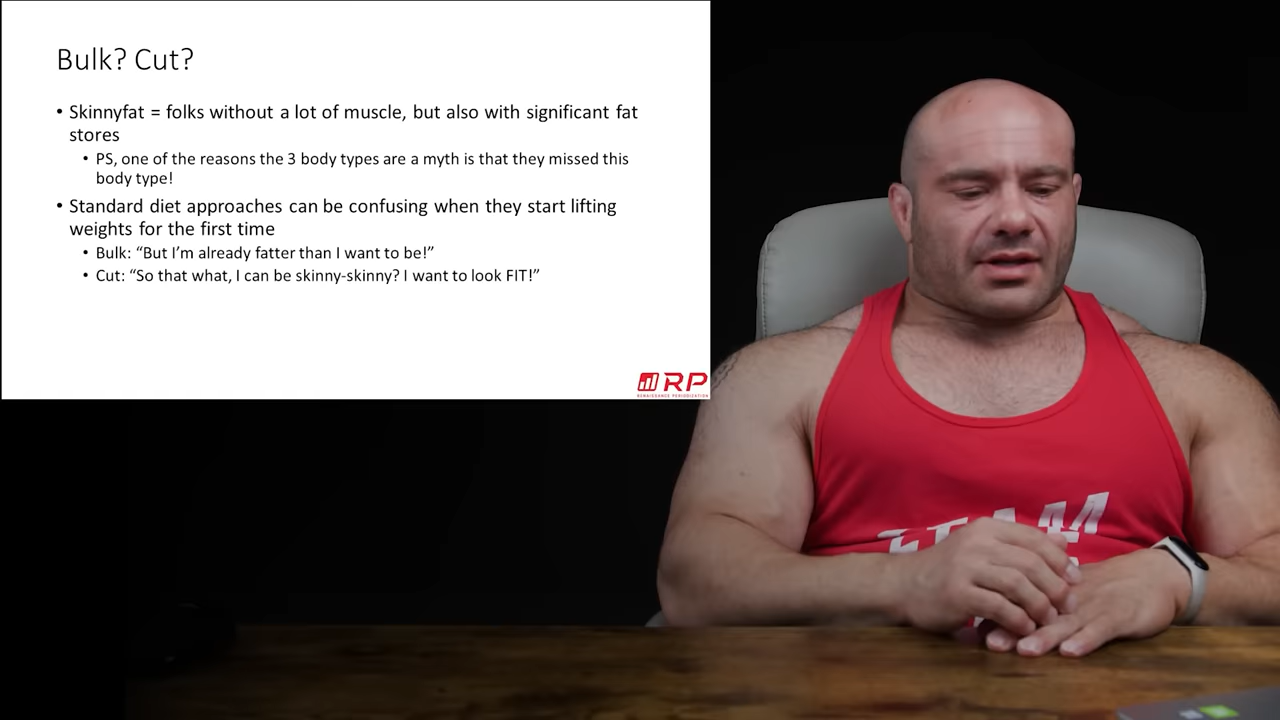 Bulk? Cut?
• Skinnyfat = folks without a lot of muscle, but also with significant fat
stores
• PS, one of the reasons the 3 body types are a myth is that they missed this
body type!
• Standard diet approaches can be confusing when they start lifting
weights for the first time
• Bulk: “But I’m already fatter than I want to be!”
• Cut: “So that what, I can be skinny-skinny? I want to look FIT!”
RP
RENAISSANCE PERIODIZATION
TEAM